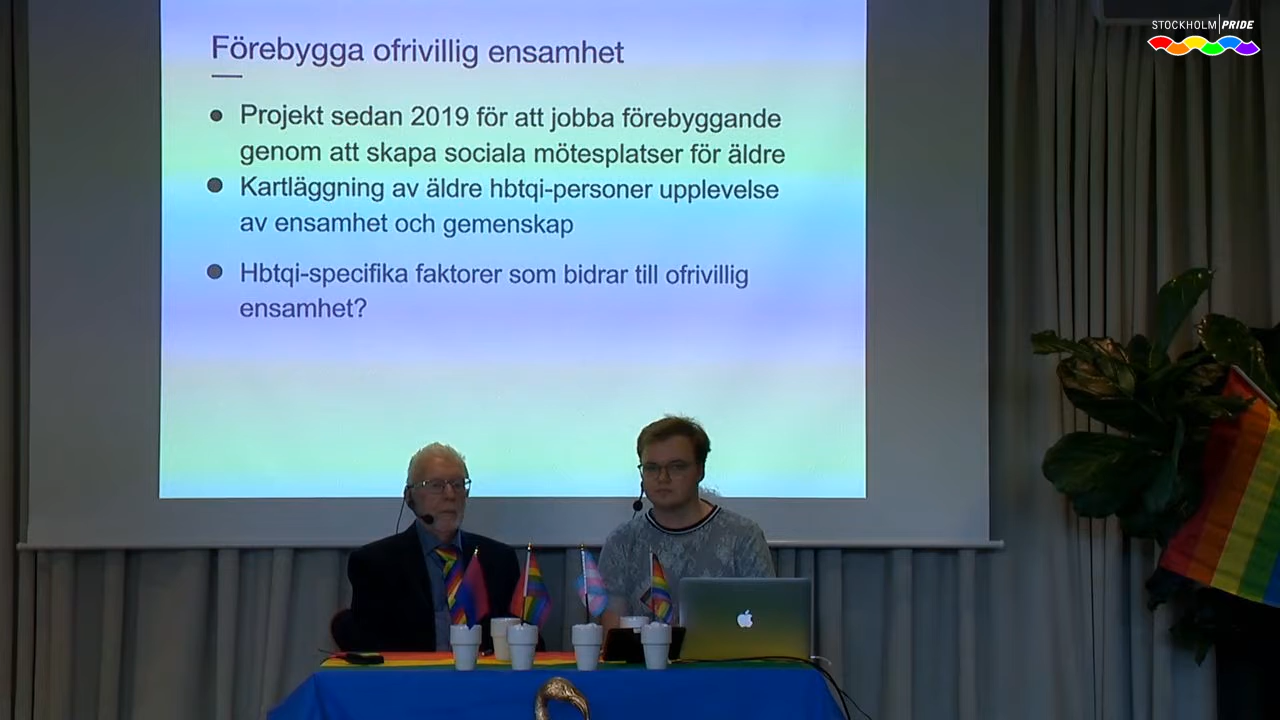 STOCKHOLM PRIDE
Förebygga ofrivillig ensamhet
Projekt sedan 2019 för att jobba förebyggande
genom att skapa sociala mötesplatser för äldre
Kartläggning av äldre hbtqi-personer upplevelse
av ensamhet och gemenskap
Hbtqi-specifika faktorer som bidrar till ofrivillig
ensamhet?